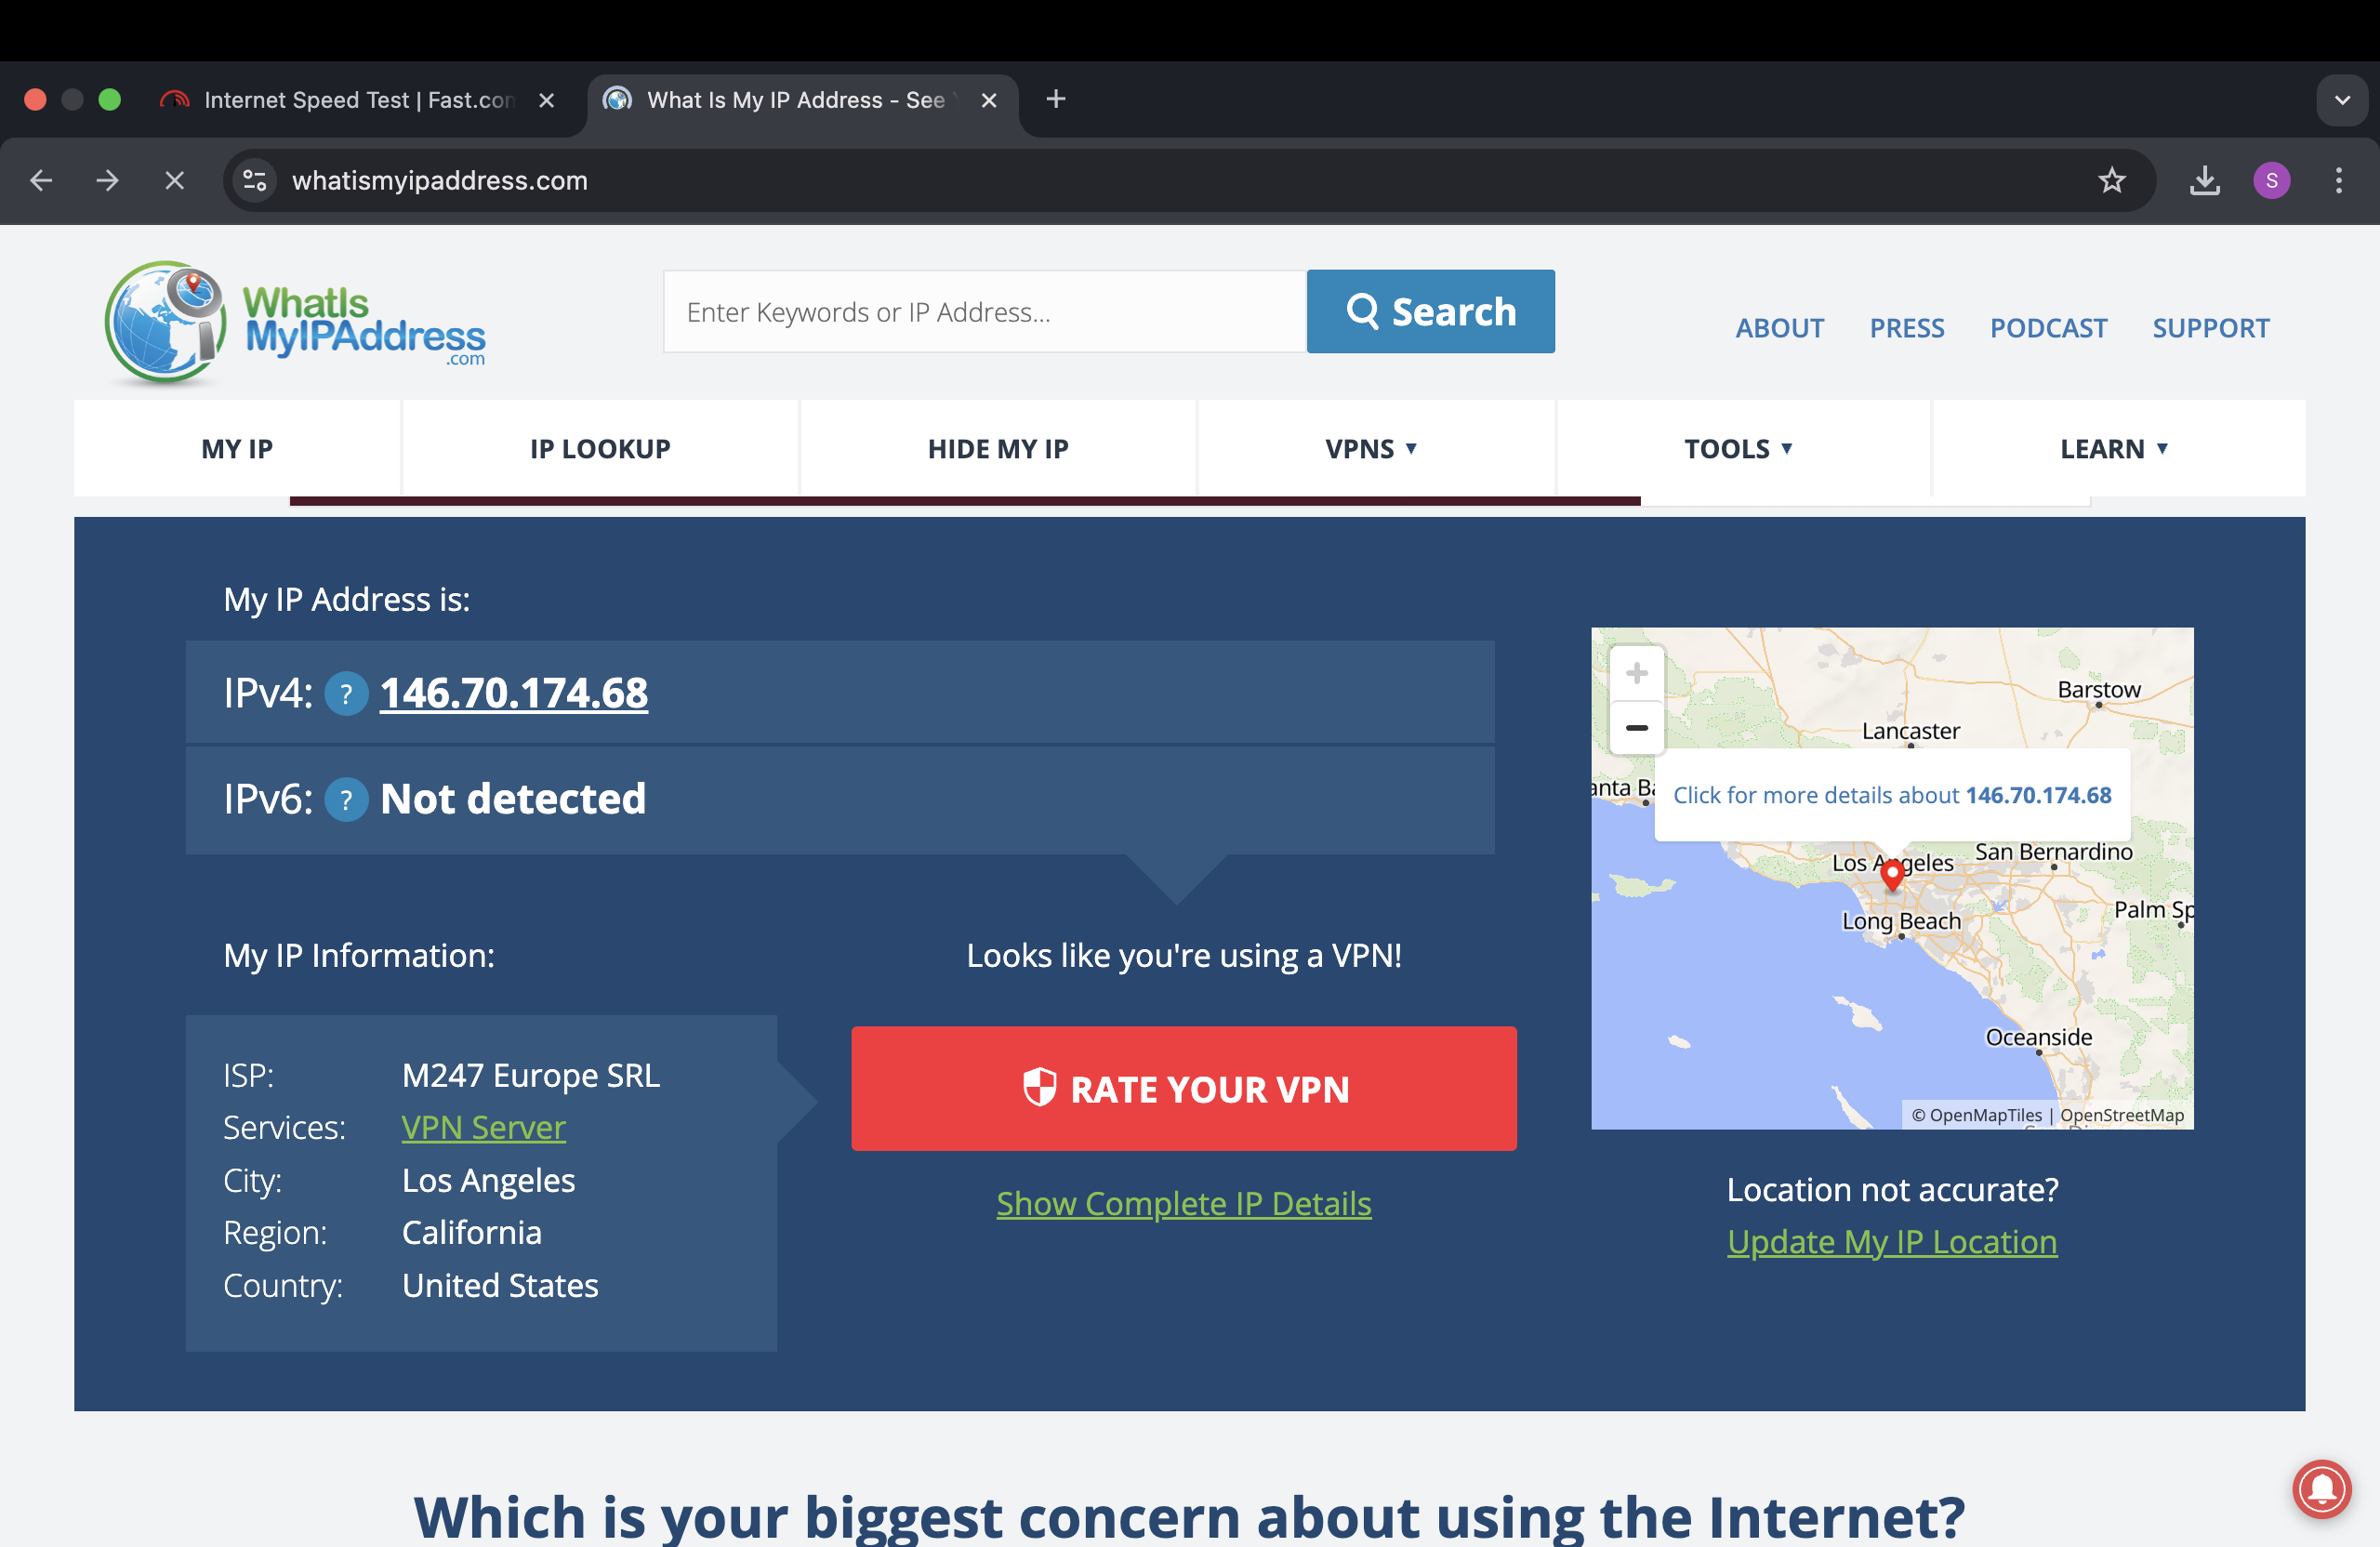 Internet Speed Test | Fast.com
What Is My IP Address - See
whatismyipaddress.com
S
WhatIs
MyIPAddress
.com
Enter Keywords or IP Address...
Search
ABOUT PRESS PODCAST SUPPORT
MY IP IP LOOKUP HIDE MY IP VPNS ▼ TOOLS ▼ LEARN ▼
My IP Address is:
IPv4: ? 146.70.174.68
IPv6: ? Not detected
My IP Information:
ISP: M247 Europe SRL
Services: VPN Server
City: Los Angeles
Region: California
Country: United States
Looks like you're using a VPN!
RATE YOUR VPN
Show Complete IP Details
+
−
Barstow
Lancaster
anta Ba
Click for more details about 146.70.174.68
Los Angeles
San Bernardino
Long Beach
Palm Sp
Oceanside
© OpenMapTiles | OpenStreetMap
Location not accurate?
Update My IP Location
Which is your biggest concern about using the Internet?